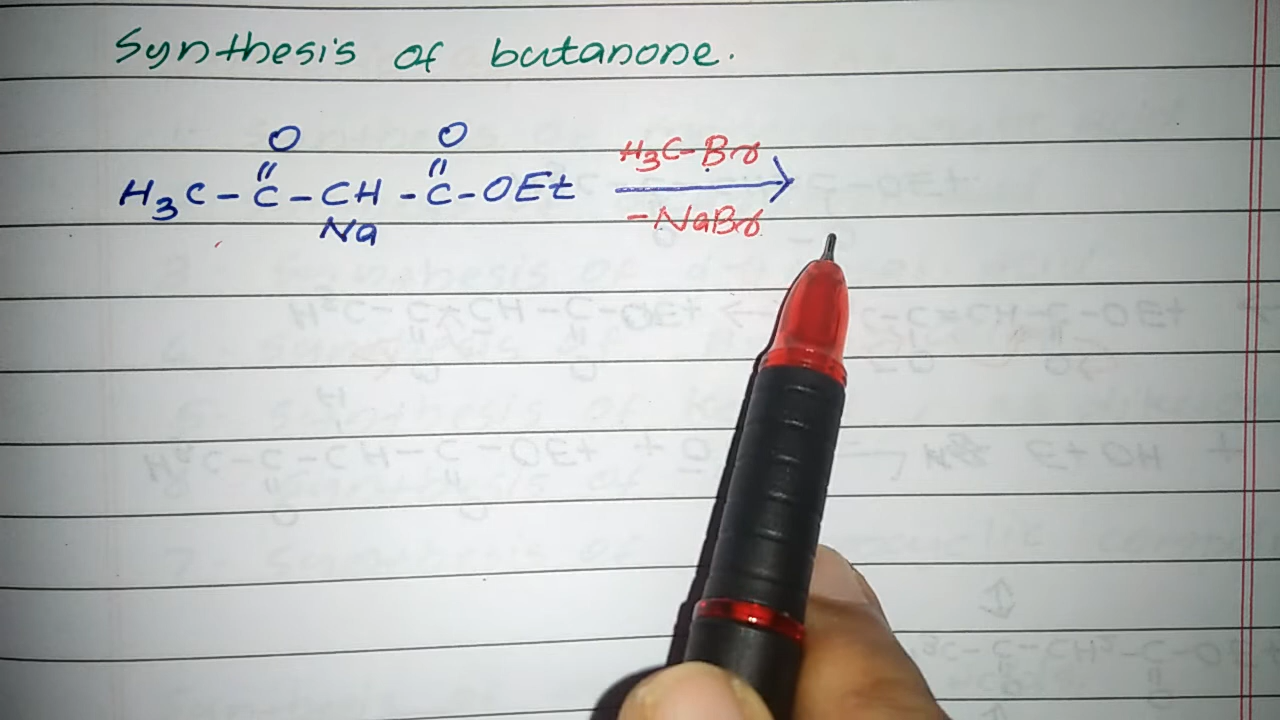 Synthesis of butanone.
O O
H₃C - C - CH - C - OEt H₃C-Br
Na -NaBr